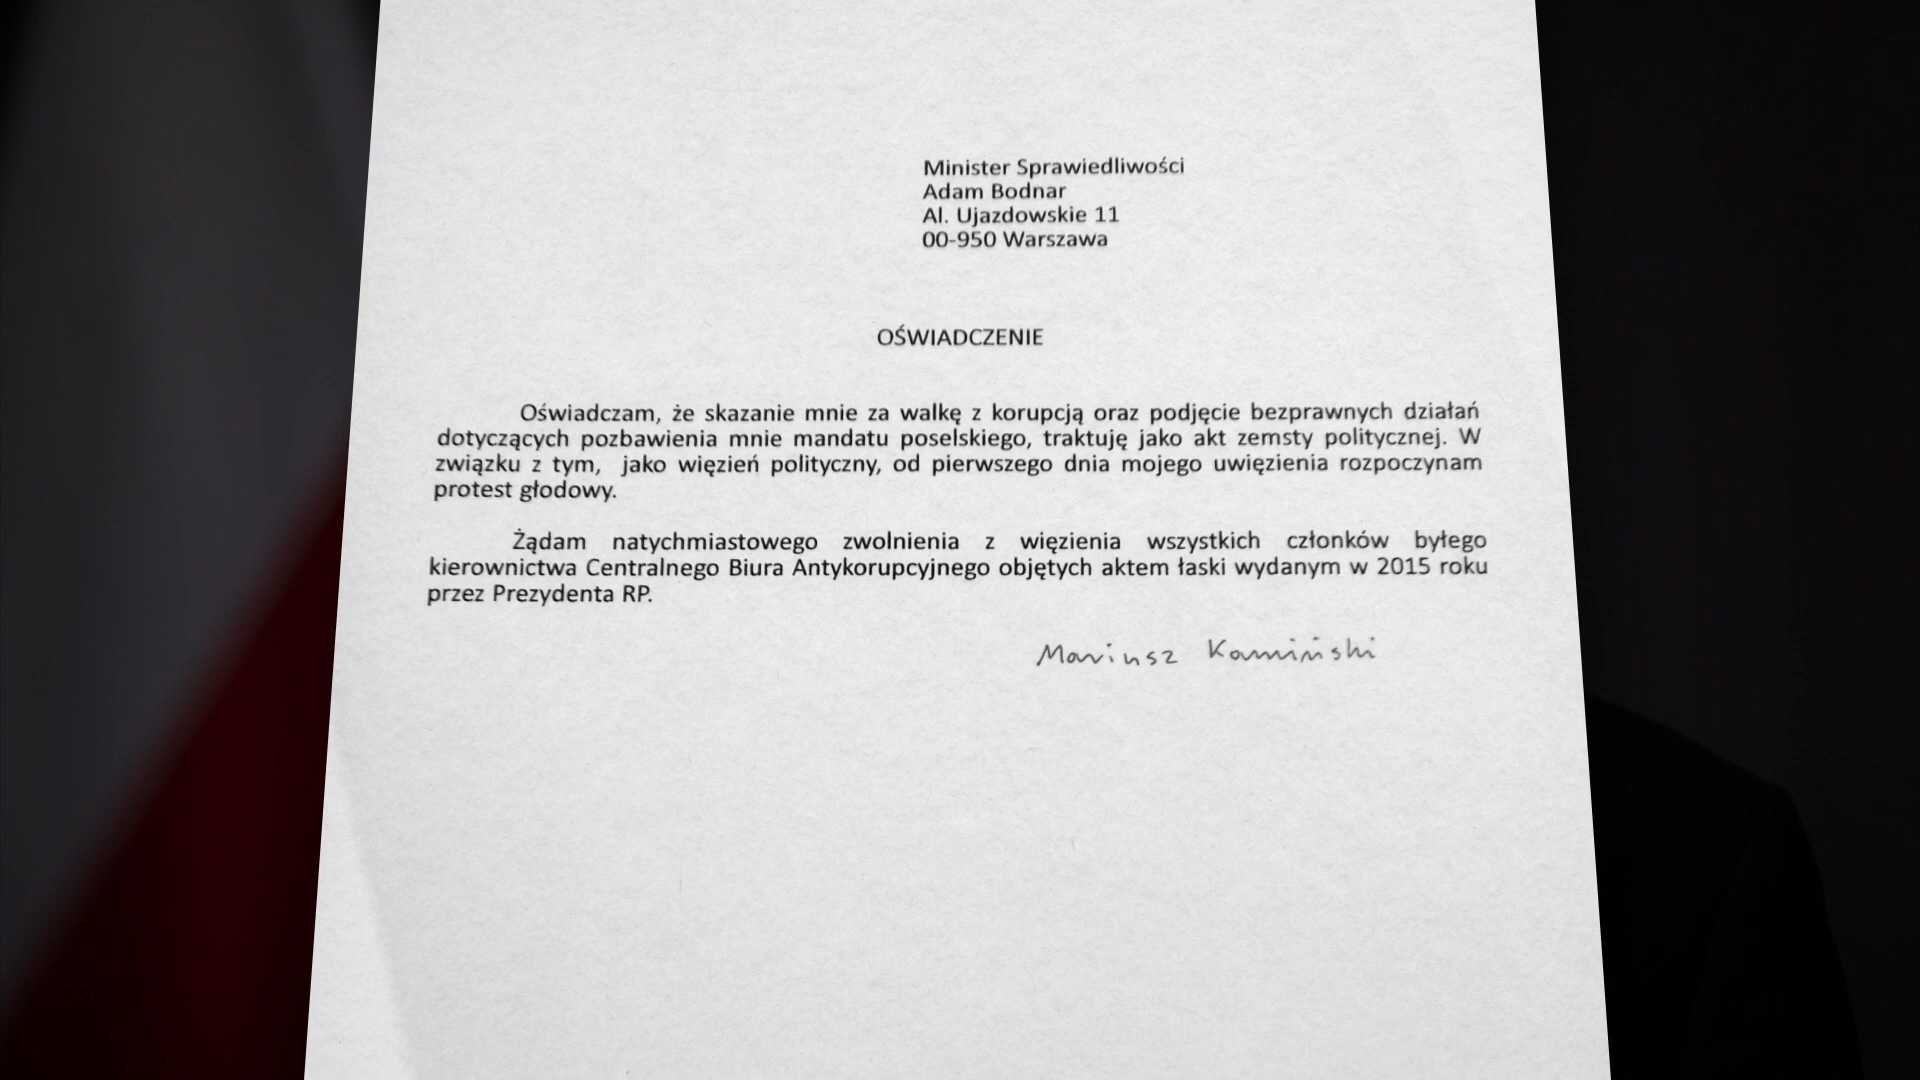 Minister Sprawiedliwości
Adam Bodnar
Al. Ujazdowskie 11
00-950 Warszawa
OŚWIADCZENIE
Oświadczam, że skazanie mnie za walkę z korupcją oraz podjęcie bezprawnych działań
dotyczących pozbawienia mnie mandatu poselskiego, traktuję jako akt zemsty politycznej. W
związku z tym, jako więzień polityczny, od pierwszego dnia mojego uwięzienia rozpoczynam
protest głodowy.
Żądam natychmiastowego zwolnienia z więzienia wszystkich członków byłego
kierownictwa Centralnego Biura Antykorupcyjnego objętych aktem łaski wydanym w 2015 roku
przez Prezydenta RP.
Mariusz Kamiński